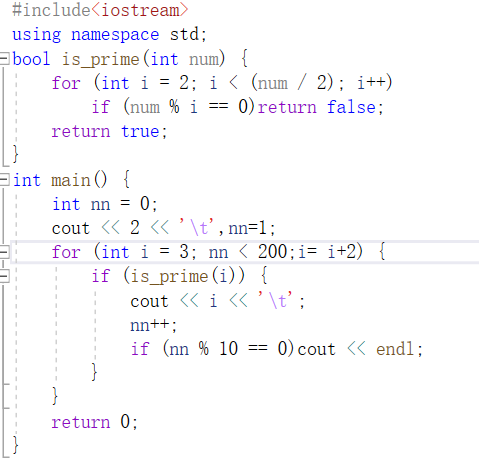 #include<iostream>
using namespace std;
bool is_prime(int num) {
for (int i = 2; i < (num / 2); i++)
if (num % i == 0)return false;
return true;
}
int main() {
int nn = 0;
cout << 2 << '\t',nn=1;
for (int i = 3; nn < 200;i= i+2) {
if (is_prime(i)) {
cout << i << '\t';
nn++;
if (nn % 10 == 0)cout << endl;
}
}
return 0;
}